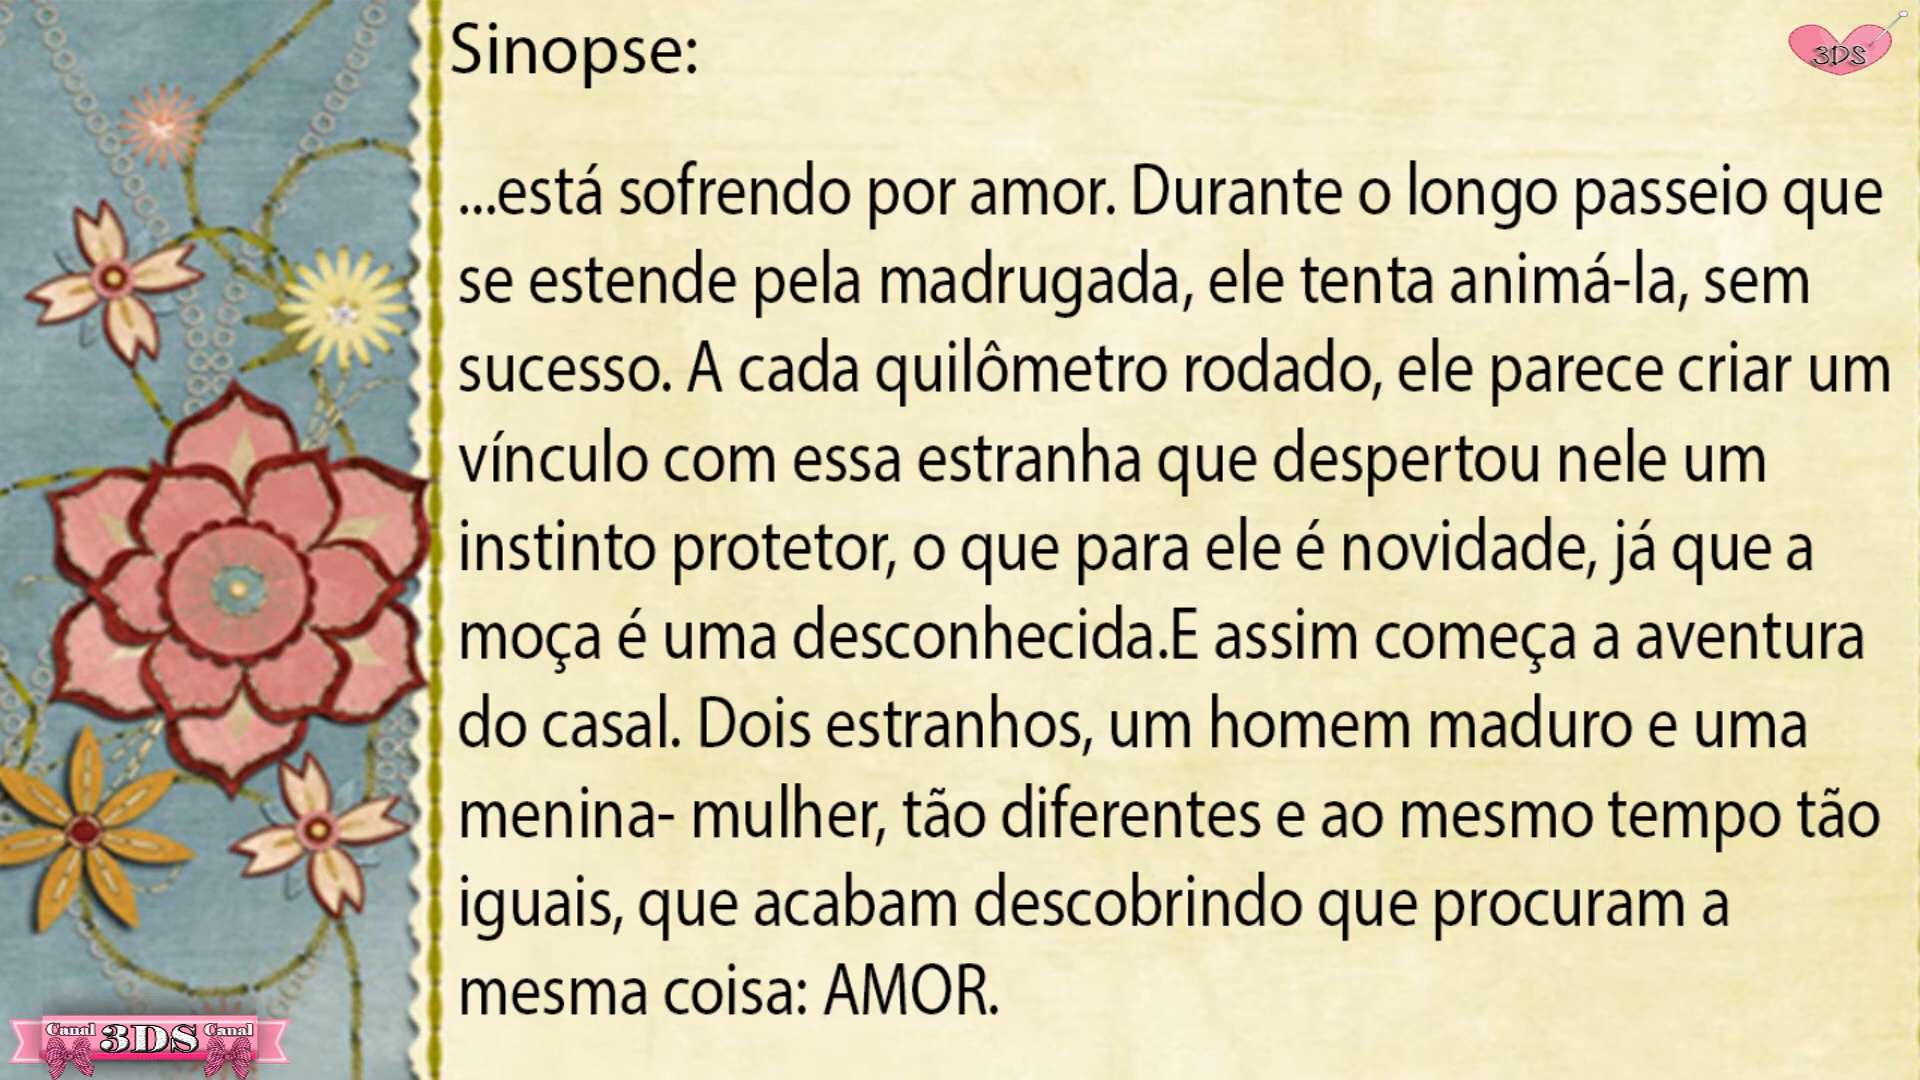 Sinopse:
3DS
...está sofrendo por amor. Durante o longo passeio que
se estende pela madrugada, ele tenta animá-la, sem
sucesso. A cada quilômetro rodado, ele parece criar um
vínculo com essa estranha que despertou nele um
instinto protetor, o que para ele é novidade, já que a
moça é uma desconhecida.E assim começa a aventura
do casal. Dois estranhos, um homem maduro e uma
menina- mulher, tão diferentes e ao mesmo tempo tão
iguais, que acabam descobrindo que procuram a
mesma coisa: AMOR.
Canal 3DS Canal